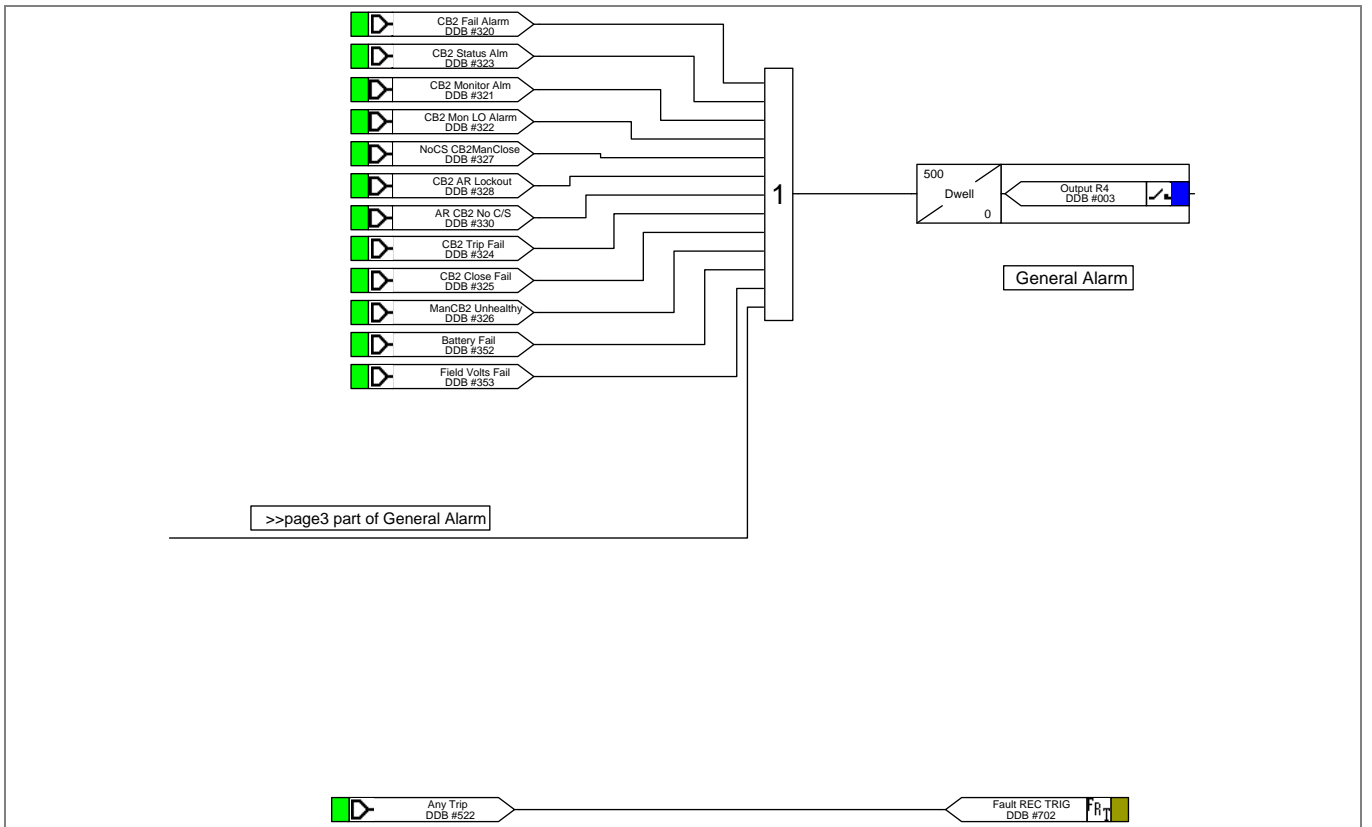 CB2 Fail Alarm
DDB #320
CB2 Status Alm
DDB #323
CB2 Monitor Alm
DDB #321
CB2 Mon LO Alarm
DDB #322
NoCS CB2ManClose
DDB #327
CB2 AR Lockout
DDB #328
AR CB2 No C/S
DDB #330
CB2 Trip Fail
DDB #324
CB2 Close Fail
DDB #325
ManCB2 Unhealthy
DDB #326
Battery Fail
DDB #352
Field Volts Fail
DDB #353
1
500
Dwell
0
Output R4
DDB #003
General Alarm
>>page3 part of General Alarm
Any Trip
DDB #522
Fault REC TRIG
DDB #702
FRT